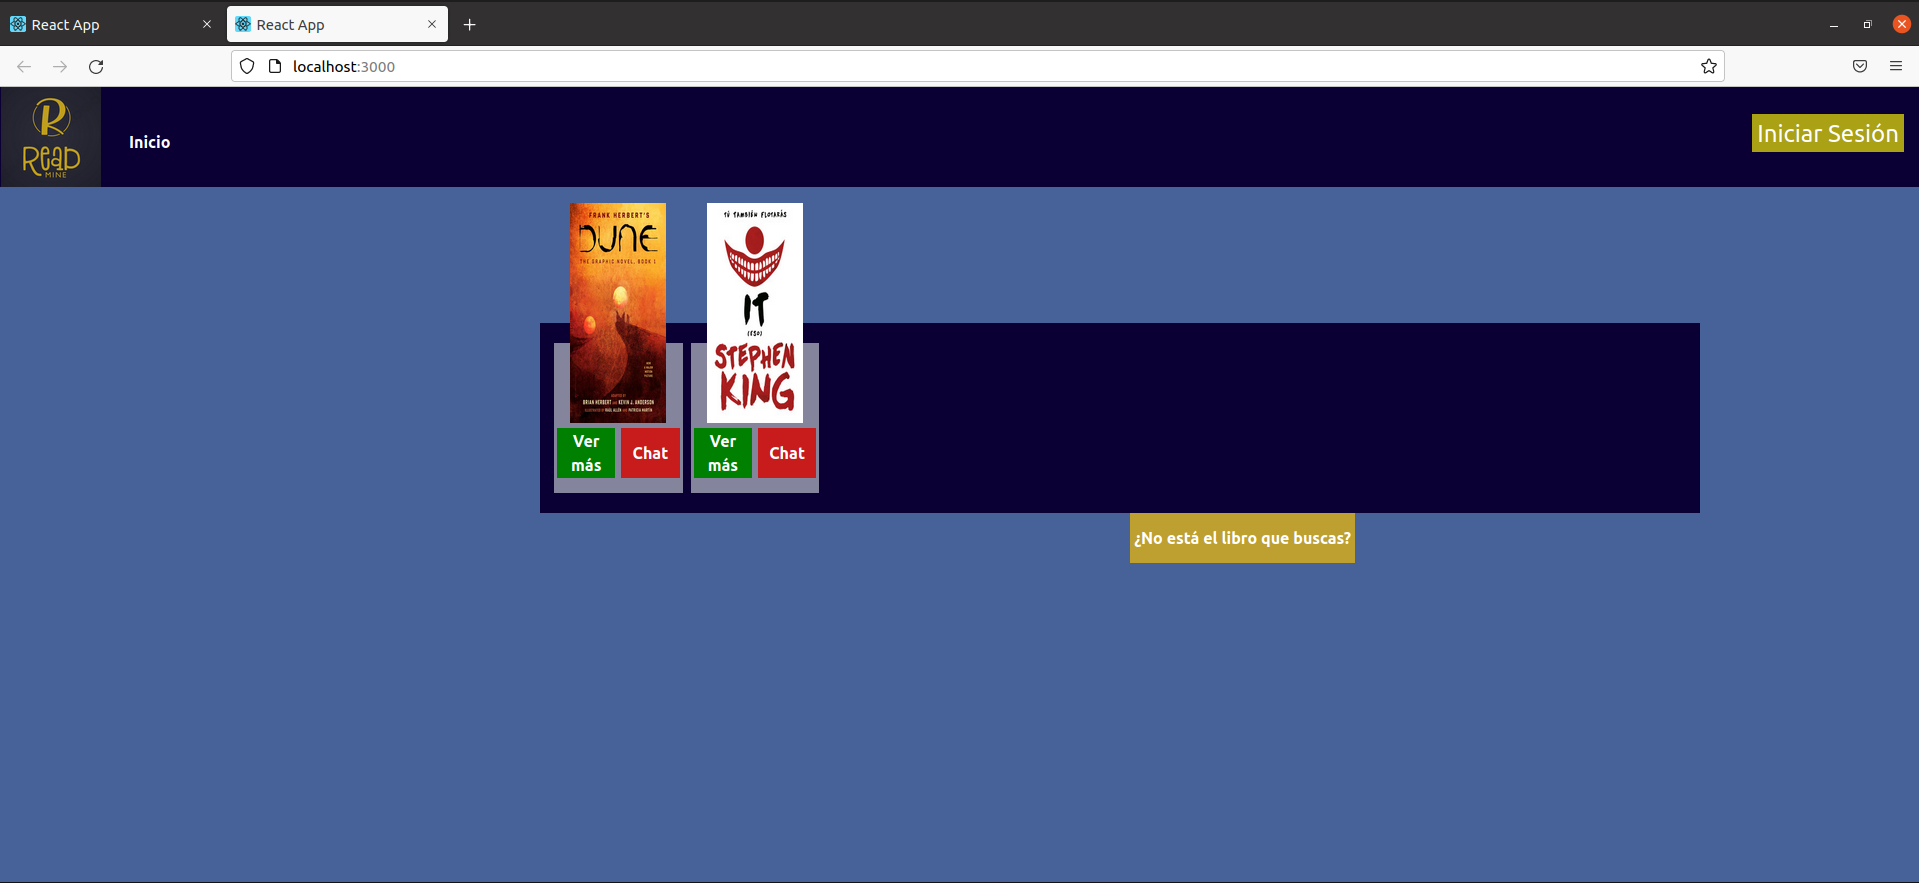 React App
React App
localhost:3000
R
READ
MINE
Inicio
Iniciar Sesión
FRANK HERBERT'S
DUNE
THE GRAPHIC NOVEL, BOOK 1
BRIAN HERBERT AND KEVIN J. ANDERSON
TÚ TAMBIÉN FLOTARÁS
IT
(ESO)
STEPHEN
KING
Ver
más
Chat
Ver
más
Chat
¿No está el libro que buscas?